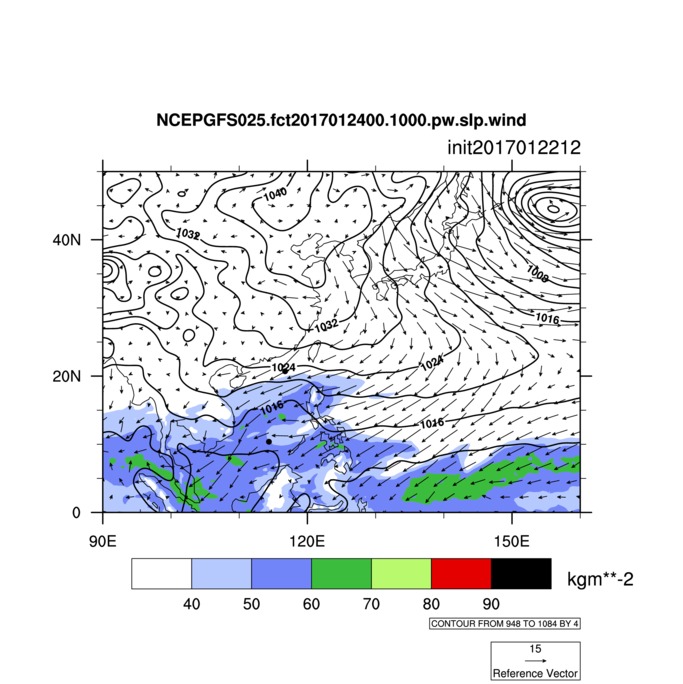 NCEPGFS025.fct2017012400.1000.pw.slp.wind
init2017012212
1040
1032
40N
1008
1016
1032
1024
1024
20N
1016
1016
0
90E 120E 150E
kgm**-2
40 50 60 70 80 90
CONTOUR FROM 948 TO 1084 BY 4
15
Reference Vector